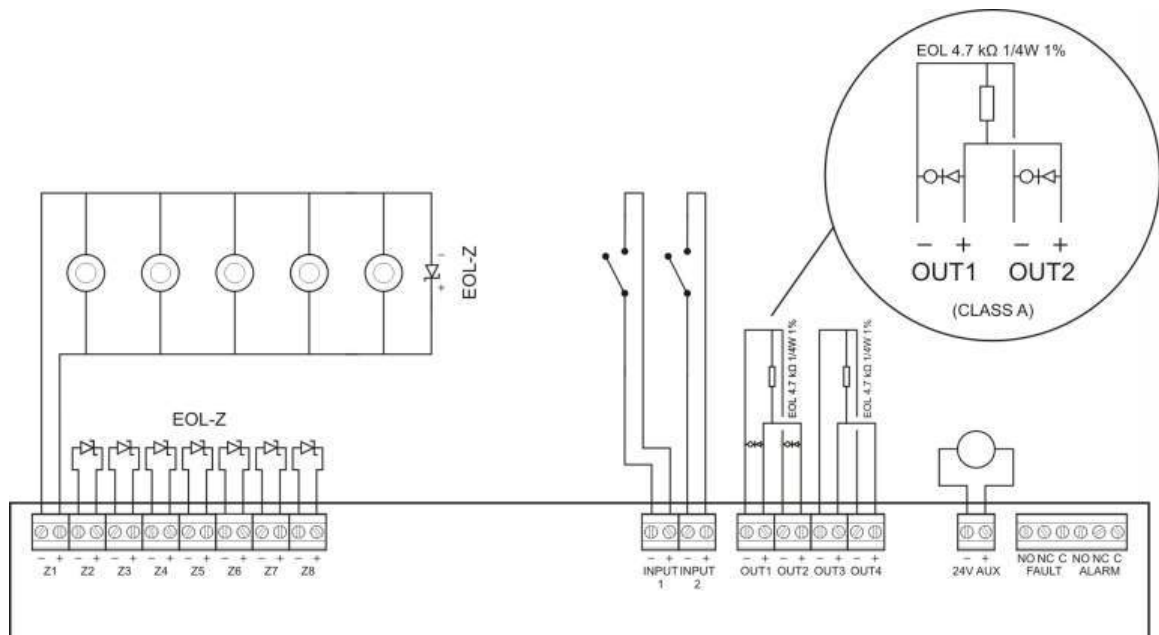 EOL 4.7 kΩ 1/4W 1%
− + − +
OUT1 OUT2
(CLASS A)
−
+
EOL-Z
EOL-Z
EOL 4.7 kΩ 1/4W 1%
EOL 4.7 kΩ 1/4W 1%
− + − + − + − + − + − + − + − +
Z1 Z2 Z3 Z4 Z5 Z6 Z7 Z8
− + − +
INPUT 1
INPUT 2
− + − + − + − +
OUT1 OUT2 OUT3 OUT4
− +
24V AUX
NO NC C NO NC C
FAULT ALARM